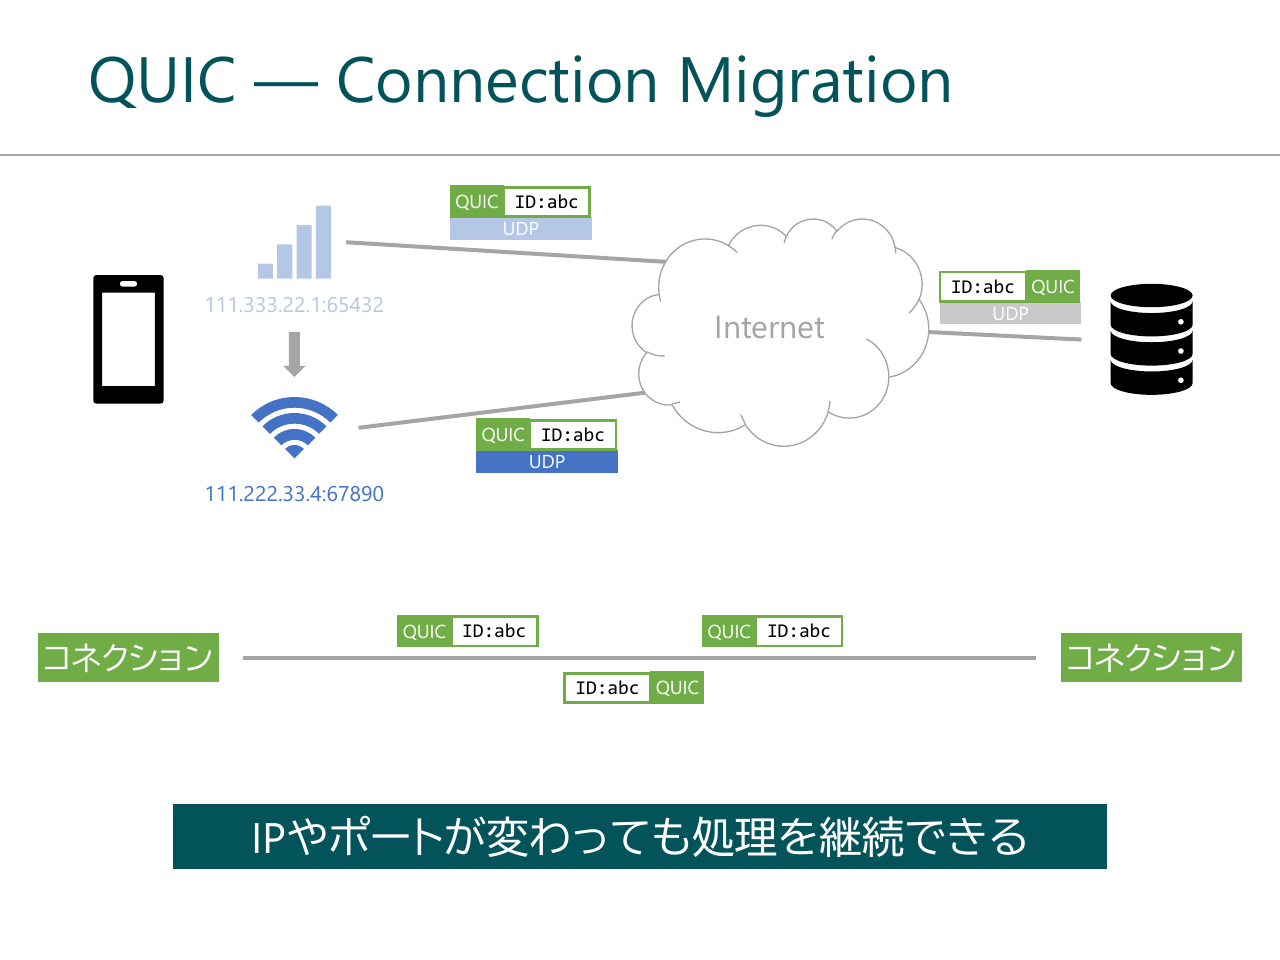 QUIC — Connection Migration
QUIC ID:abc
UDP
111.333.22.1:65432
Internet
ID:abc QUIC
UDP
QUIC ID:abc
UDP
111.222.33.4:67890
コネクション
QUIC ID:abc
QUIC ID:abc
ID:abc QUIC
コネクション
IPやポートが変わっても処理を継続できる